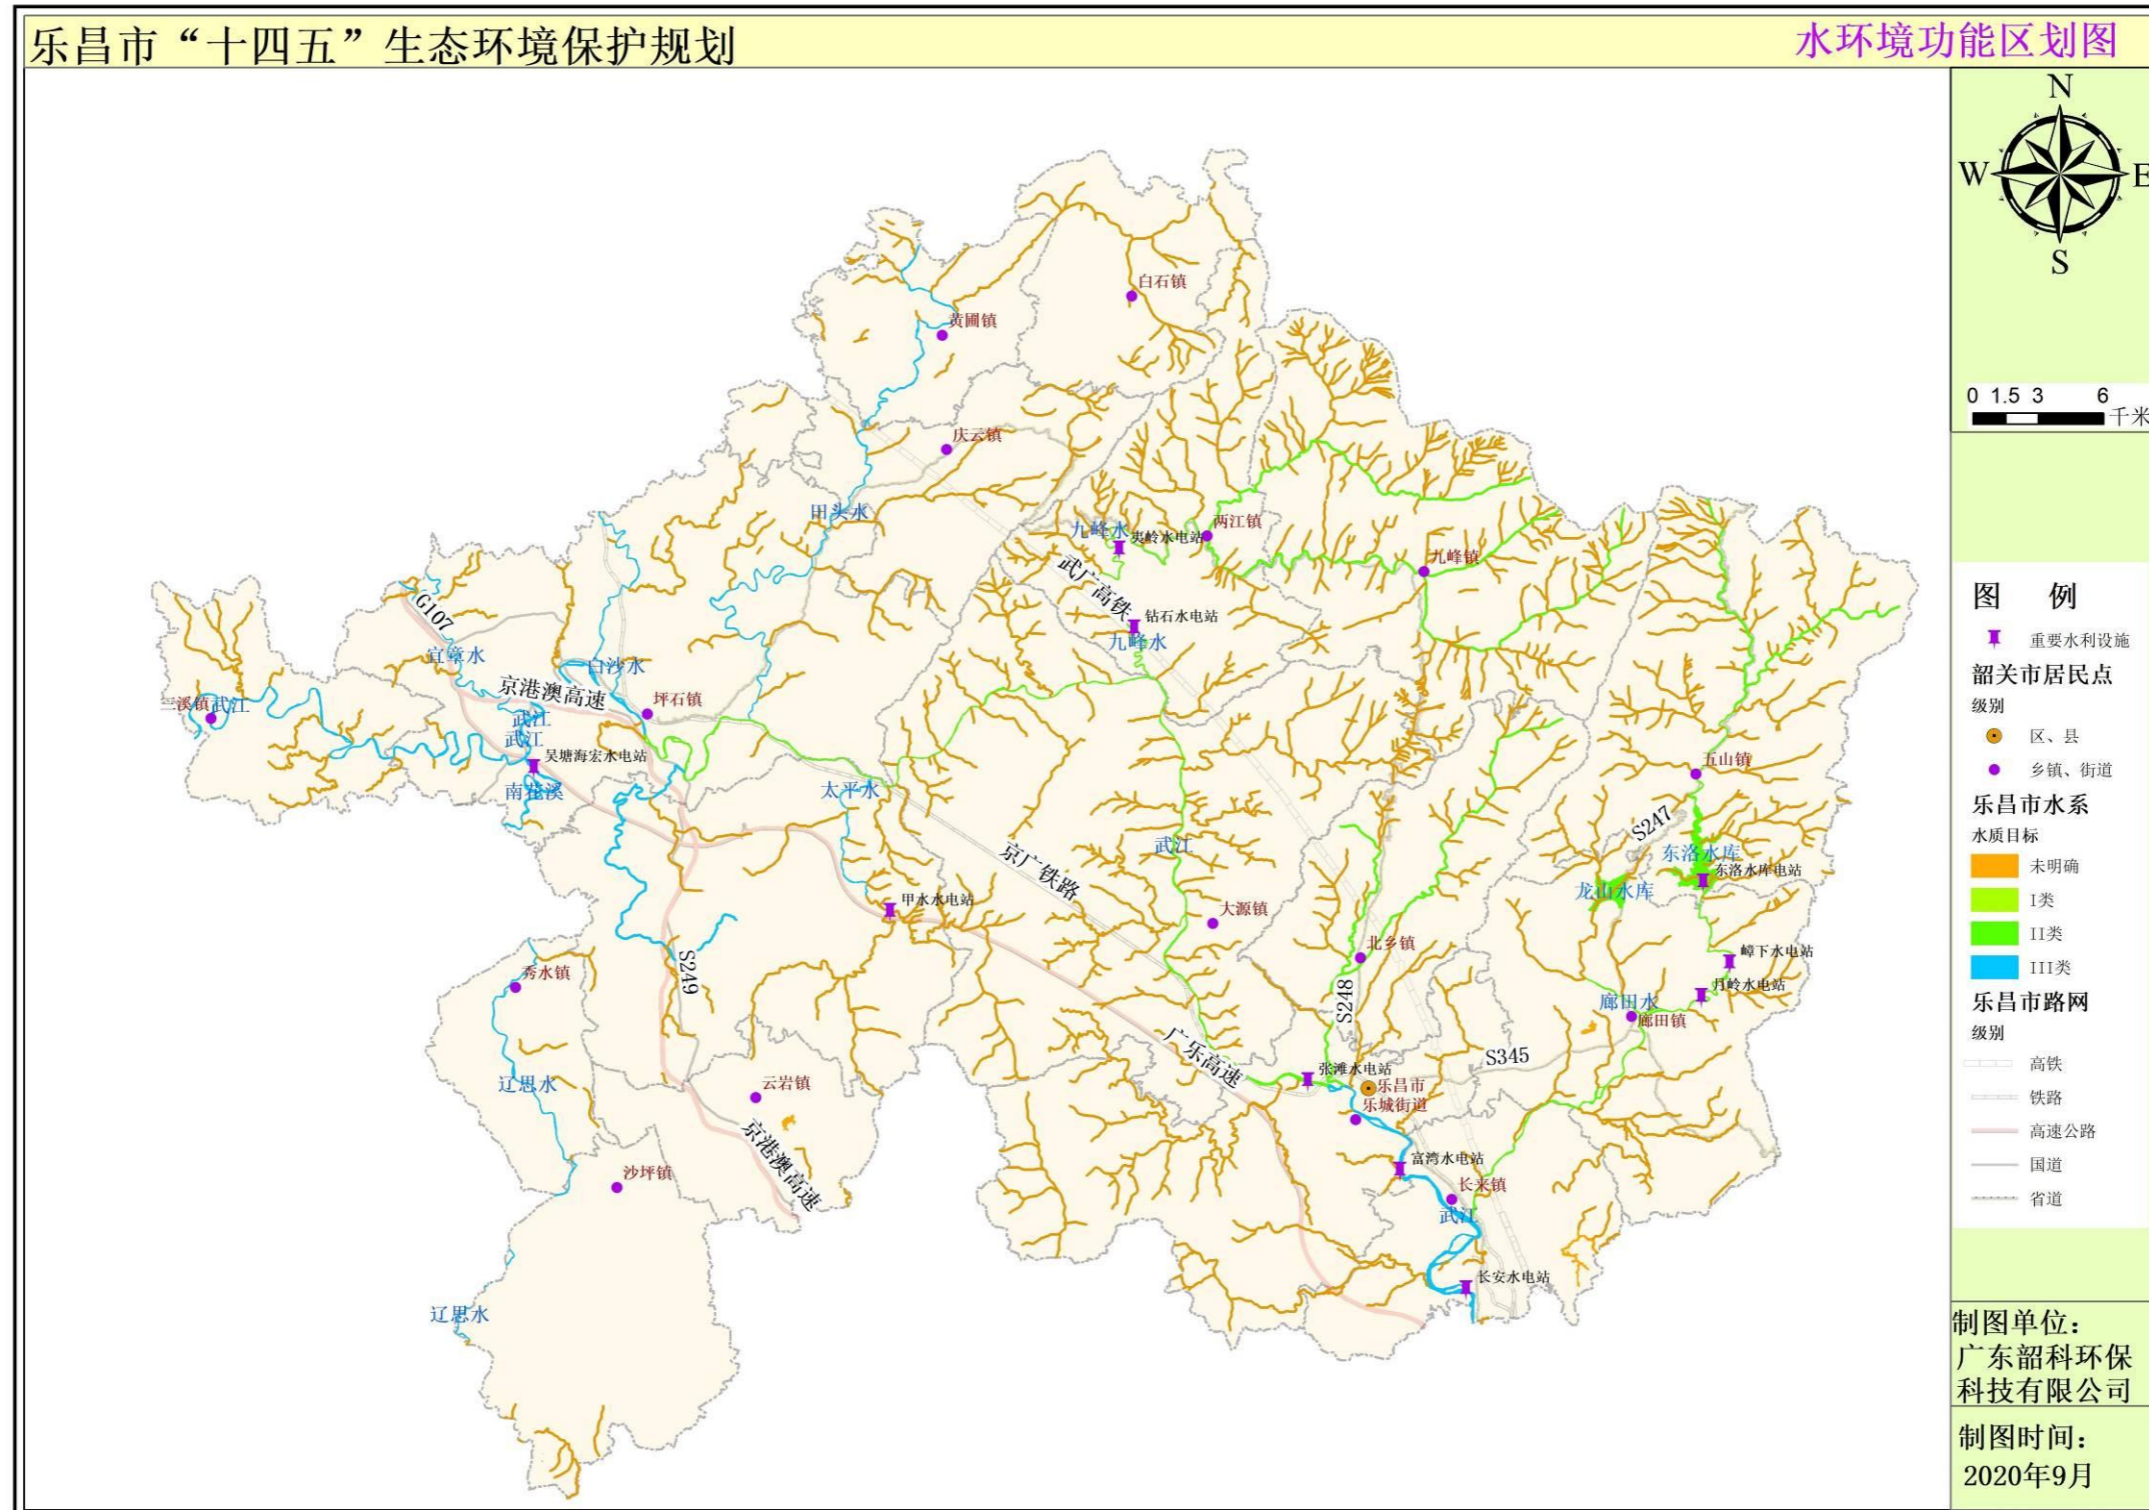 乐昌市“十四五”生态环境保护规划
水环境功能区划图
N
W
E
S
0 1.5 3 6
千米
白石镇
黄圃镇
庆云镇
田头水
九峰水
夷岭水电站
两江镇
九峰镇
武广高铁
钻石水电站
九峰水
G107
宜章水
白沙水
京港澳高速
坪石镇
三溪镇
武江
武江
武江
吴塘海宏水电站
南花溪
太平水
五山镇
S247
东洛水库
东洛水库电站
龙山水库
武江
京广铁路
甲水水电站
大源镇
北乡镇
嶂下水电站
月岭水电站
秀水镇
S249
S248
廊田水
廊田镇
广乐高速
S345
张滩水电站
辽思水
云岩镇
乐昌市
乐城街道
京港澳高速
富湾水电站
沙坪镇
长来镇
武江
长安水电站
辽思水
图 例
重要水利设施
韶关市居民点
级别
区、县
乡镇、街道
乐昌市水系
水质目标
未明确
I类
II类
III类
乐昌市路网
级别
高铁
铁路
高速公路
国道
省道
制图单位：
广东韶科环保
科技有限公司
制图时间：
2020年9月